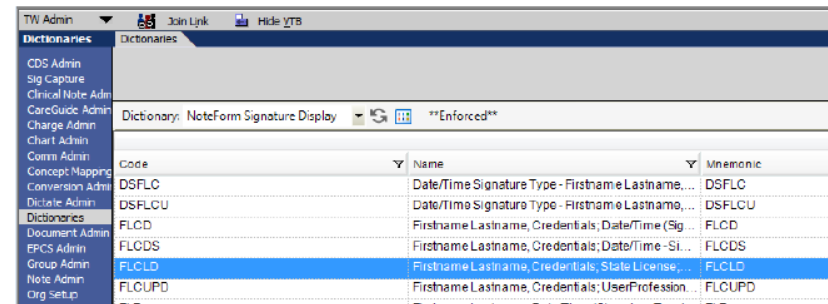 TW Admin Join Link Hide VTB
Dictionaries Dictionaries
CDS Admin
Sig Capture
Clinical Note Adm
CareGuide Admin
Charge Admin
Chart Admin
Comm Admin
Concept Mapping
Conversion Admi
Dictate Admin
Dictionaries
Document Admin
EPCS Admin
Group Admin
Note Admin
Org Setup
Dictionary: NoteForm Signature Display **Enforced**
Code Name Mnemonic
DSFLC Date/Time Signature Type - Firstname Lastname,... DSFLC
DSFLCU Date/Time Signature Type - Firstname Lastname,... DSFLCU
FLCD Firstname Lastname, Credentials; Date/Time (Sig... FLCD
FLCDS Firstname Lastname, Credentials; Date/Time -Si... FLCDS
FLCLD Firstname Lastname, Credentials; State License;... FLCLD
FLCUPD Firstname Lastname, Credentials; UserProfession... FLCUPD